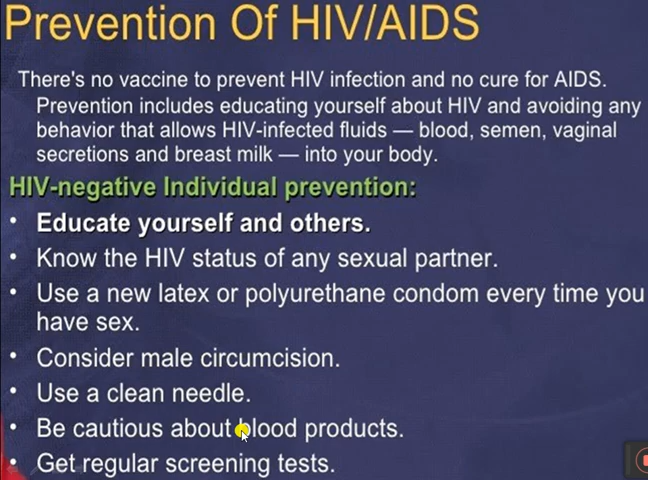 Prevention Of HIV/AIDS
There's no vaccine to prevent HIV infection and no cure for AIDS.
Prevention includes educating yourself about HIV and avoiding any
behavior that allows HIV-infected fluids — blood, semen, vaginal
secretions and breast milk — into your body.
HIV-negative Individual prevention:
• Educate yourself and others.
• Know the HIV status of any sexual partner.
• Use a new latex or polyurethane condom every time you
have sex.
• Consider male circumcision.
• Use a clean needle.
• Be cautious about blood products.
• Get regular screening tests.